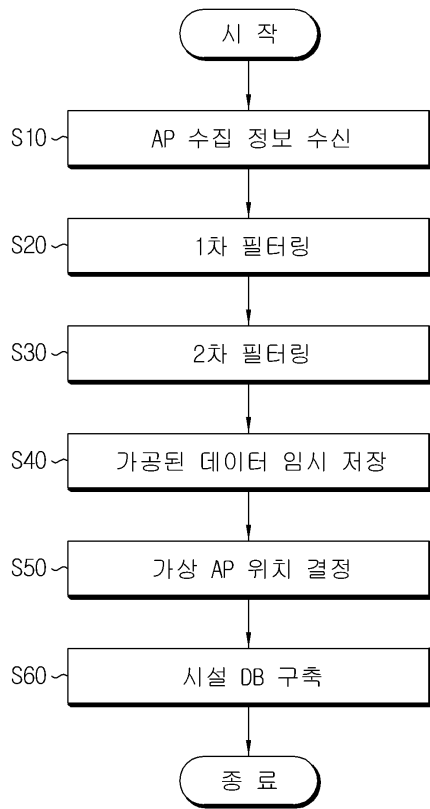 시 작
S10 AP 수집 정보 수신
S20 1차 필터링
S30 2차 필터링
S40 가공된 데이터 임시 저장
S50 가상 AP 위치 결정
S60 시설 DB 구축
종 료